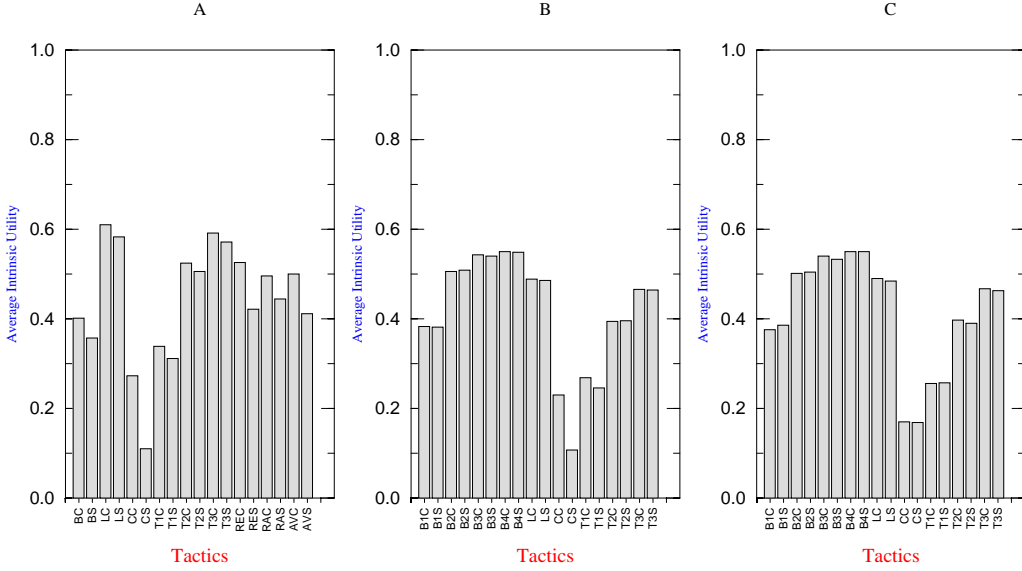 A
1.0
0.8
0.6
0.4
0.2
0.0
Average Intrinsic Utility
BC
BS
LC
LS
CC
CS
T1C
T1S
T2C
T2S
T3C
T3S
REC
RES
RAC
RAS
AVC
AVS
Tactics
B
1.0
0.8
0.6
0.4
0.2
0.0
Average Intrinsic Utility
B1C
B1S
B2C
B2S
B3C
B3S
B4C
B4S
LC
LS
CC
CS
T1C
T1S
T2C
T2S
T3C
T3S
Tactics
C
1.0
0.8
0.6
0.4
0.2
0.0
Average Intrinsic Utility
B1C
B1S
B2C
B2S
B3C
B3S
B4C
B4S
LC
LS
CC
CS
T1C
T1S
T2C
T2S
T3C
T3S
Tactics